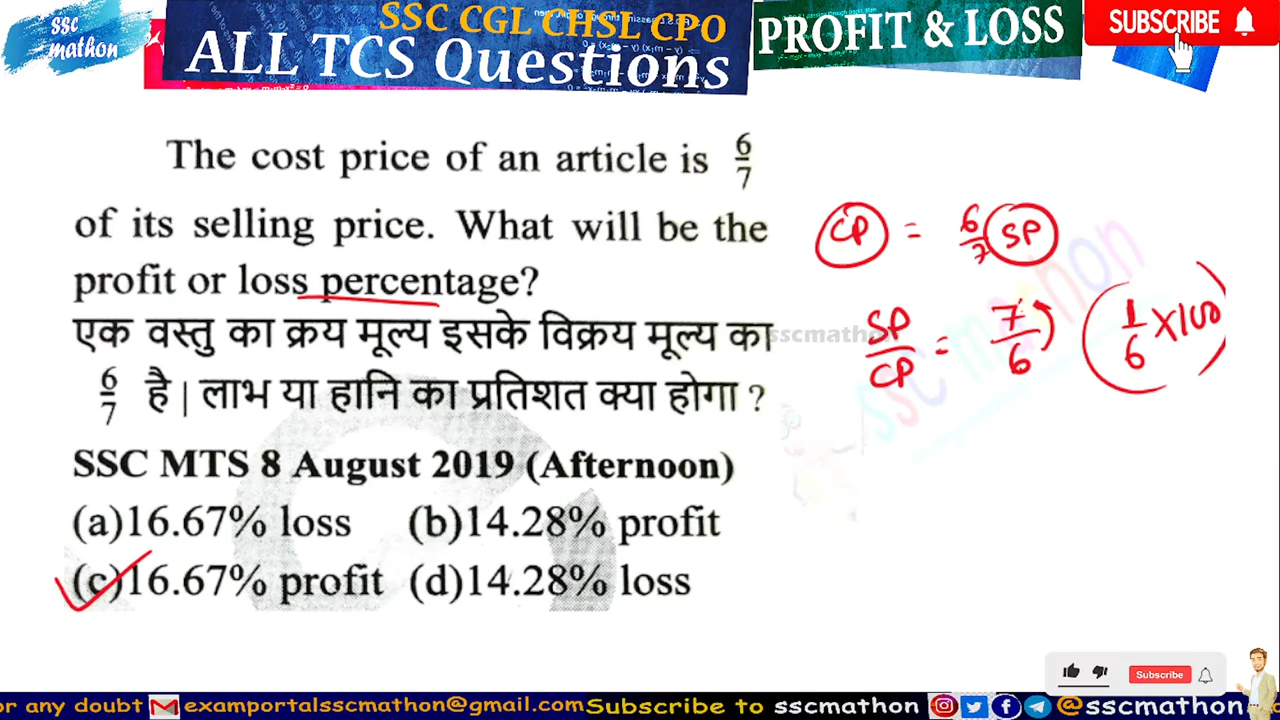 ssc
mathon
SSC CGL CHSL CPO
ALL TCS Questions
PROFIT & LOSS
SUBSCRIBE
The cost price of an article is 6/7
of its selling price. What will be the
profit or loss percentage?
एक वस्तु का क्रय मूल्य इसके विक्रय मूल्य का
6/7 है | लाभ या हानि का प्रतिशत क्या होगा ?
SSC MTS 8 August 2019 (Afternoon)
(a)16.67% loss (b)14.28% profit
(c)16.67% profit (d)14.28% loss
CP = 6/7 SP
SP/CP = 7/6 (1/6 x100)
sscmathon
ssc mathon
Subscribe
or any doubt examportalsscmathon@gmail.com Subscribe to sscmathon @sscmathon